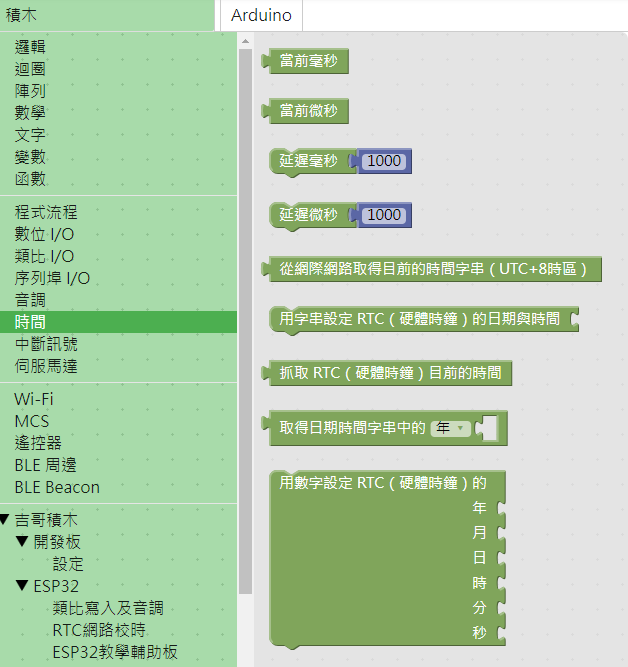 積木
Arduino
邏輯
迴圈
陣列
數學
文字
變數
函數
程式流程
數位 I/O
類比 I/O
序列埠 I/O
音調
時間
中斷訊號
伺服馬達
Wi-Fi
MCS
遙控器
BLE 周邊
BLE Beacon
吉哥積木
開發板
設定
ESP32
類比寫入及音調
RTC網路校時
ESP32教學輔助板
當前毫秒
當前微秒
延遲毫秒 1000
延遲微秒 1000
從網際網路取得目前的時間字串（UTC+8時區）
用字串設定 RTC（硬體時鐘）的日期與時間
抓取 RTC（硬體時鐘）目前的時間
取得日期時間字串中的 年
用數字設定 RTC（硬體時鐘）的
年
月
日
時
分
秒